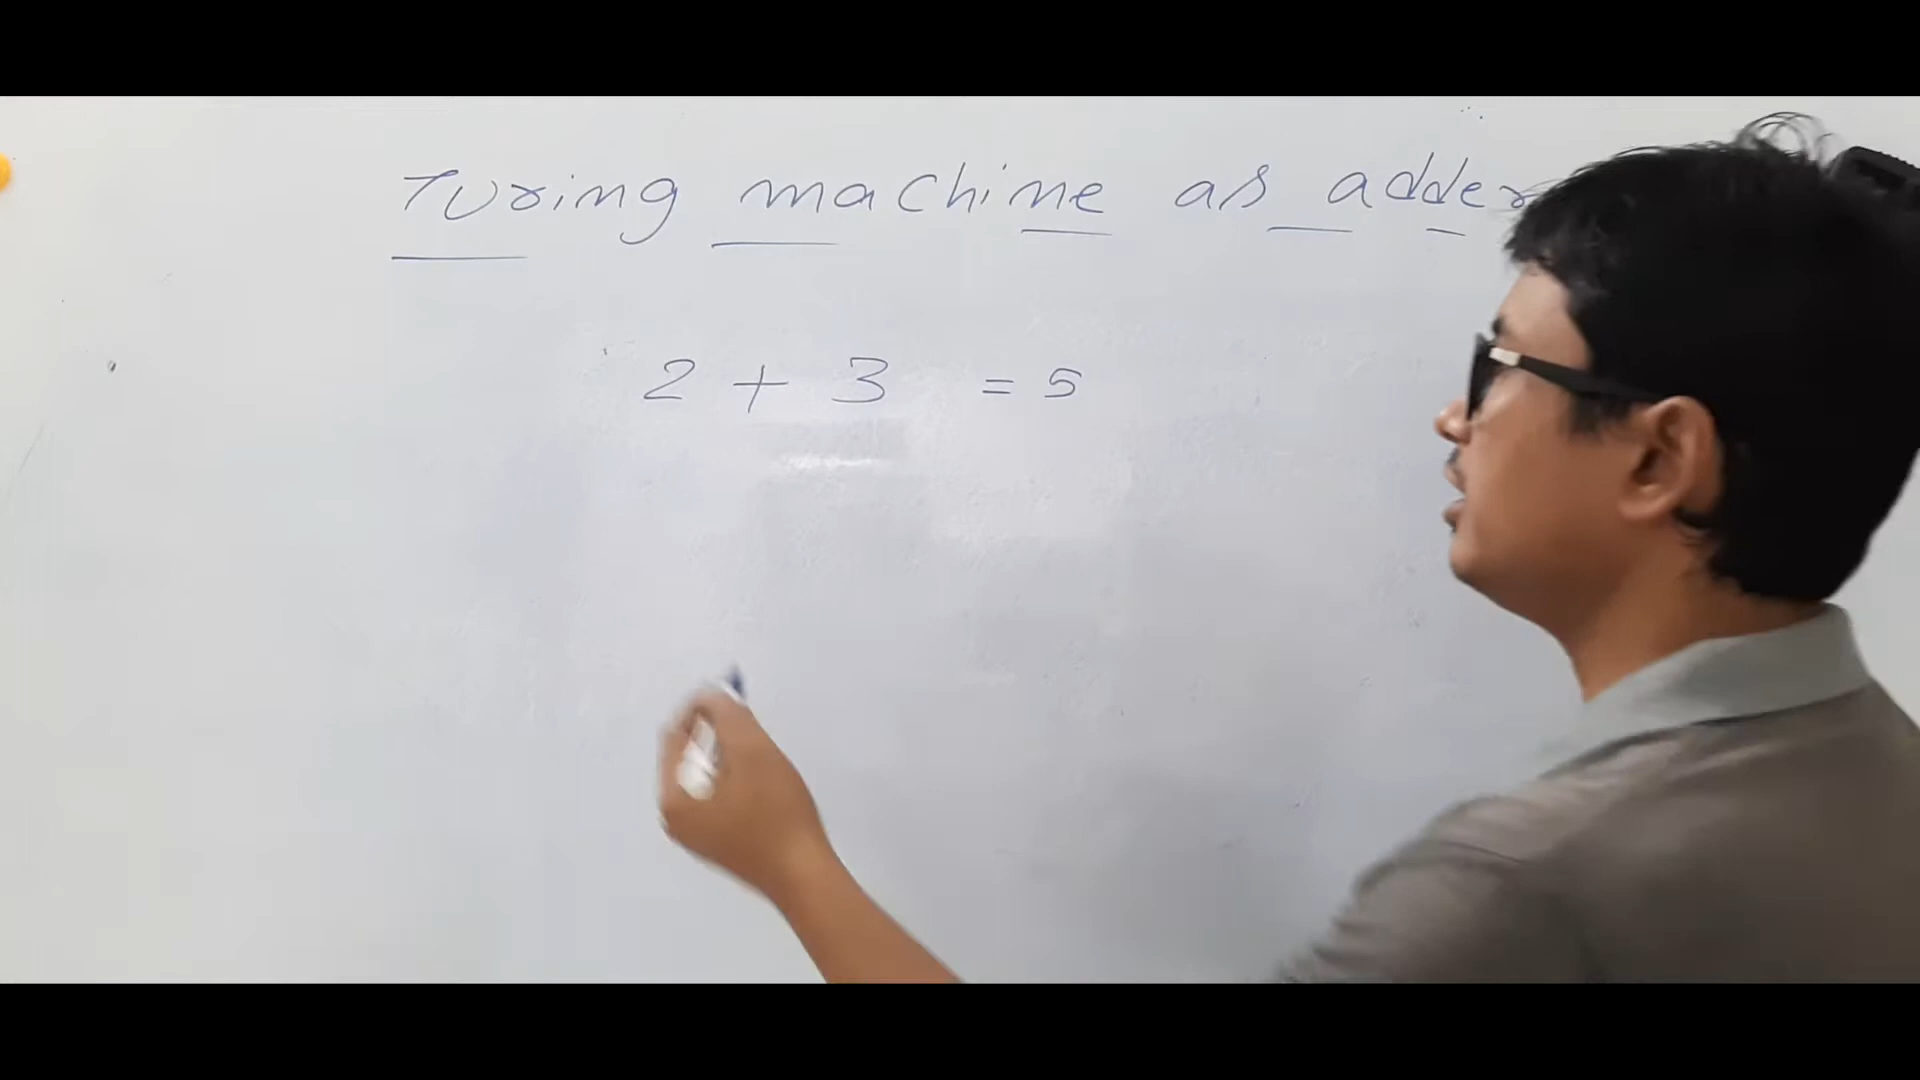 Turing machine as adder
2 + 3 = 5